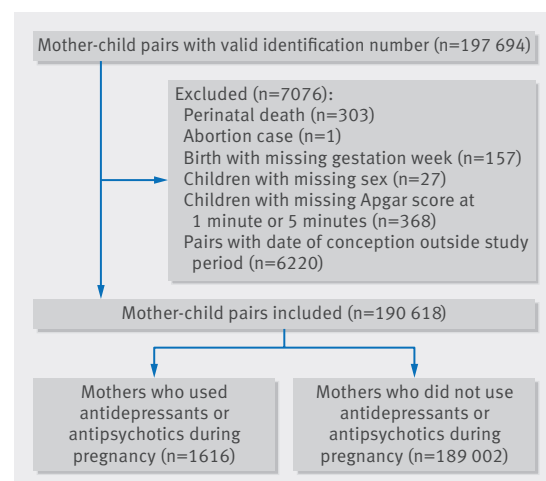 Mother-child pairs with valid identification number (n=197 694)
Excluded (n=7076):
Perinatal death (n=303)
Abortion case (n=1)
Birth with missing gestation week (n=157)
Children with missing sex (n=27)
Children with missing Apgar score at
1 minute or 5 minutes (n=368)
Pairs with date of conception outside study
period (n=6220)
Mother-child pairs included (n=190 618)
Mothers who used
antidepressants or
antipsychotics during
pregnancy (n=1616)
Mothers who did not use
antidepressants or
antipsychotics during
pregnancy (n=189 002)